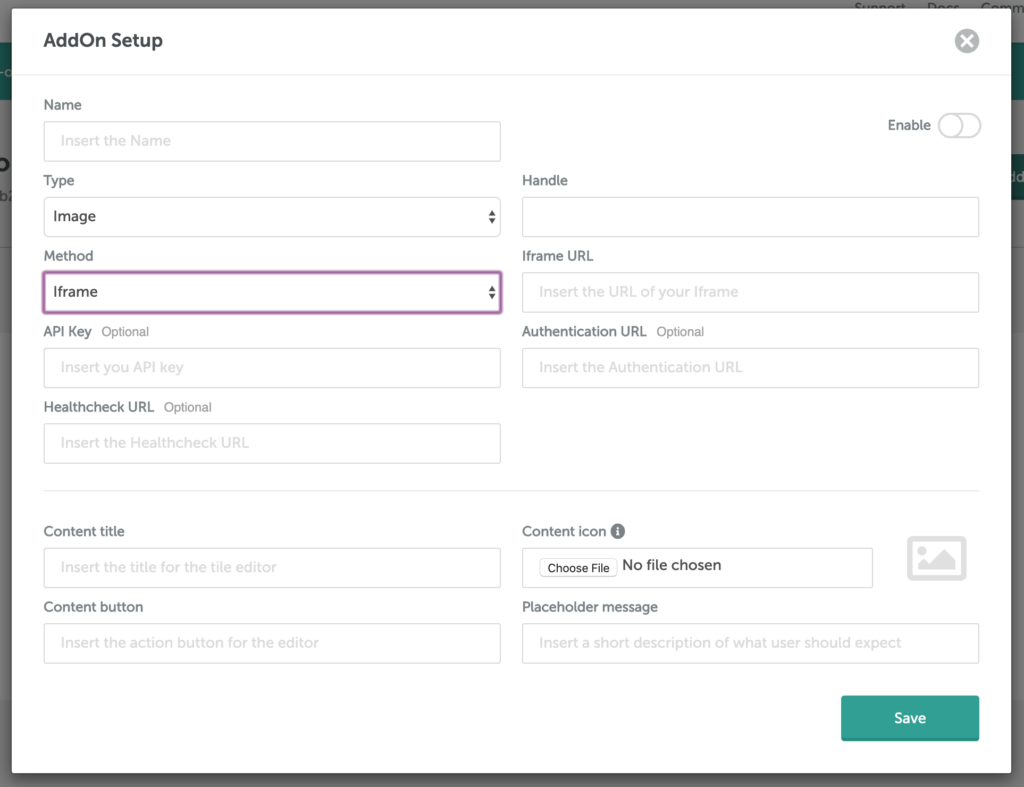 Support Docs
AddOn Setup
Name
Insert the Name
Enable
Type
Handle
Image
Method
Iframe URL
Iframe
Insert the URL of your Iframe
API Key Optional
Authentication URL Optional
Insert you API key
Insert the Authentication URL
Healthcheck URL Optional
Insert the Healthcheck URL
Content title
Content icon
Insert the title for the tile editor
Choose File No file chosen
Content button
Placeholder message
Insert the action button for the editor
Insert a short description of what user should expect
Save